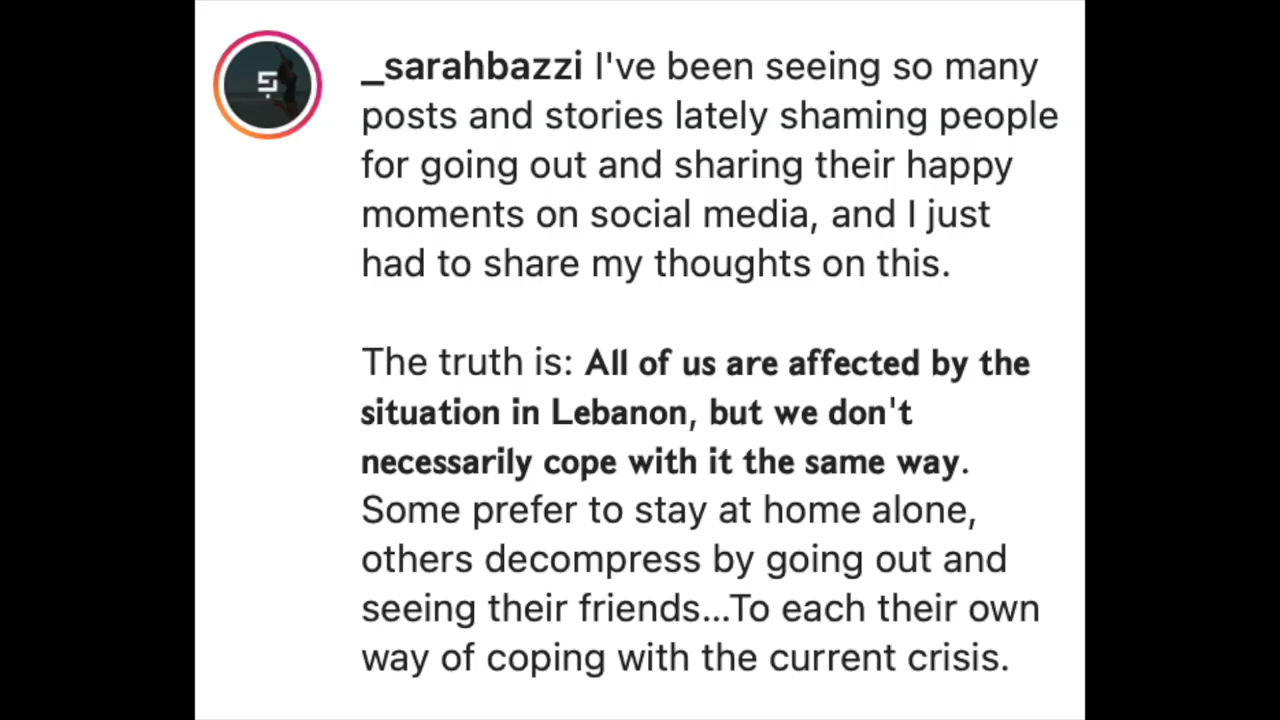 _sarahbazzi I've been seeing so many
posts and stories lately shaming people
for going out and sharing their happy
moments on social media, and I just
had to share my thoughts on this.
The truth is: All of us are affected by the
situation in Lebanon, but we don't
necessarily cope with it the same way.
Some prefer to stay at home alone,
others decompress by going out and
seeing their friends...To each their own
way of coping with the current crisis.